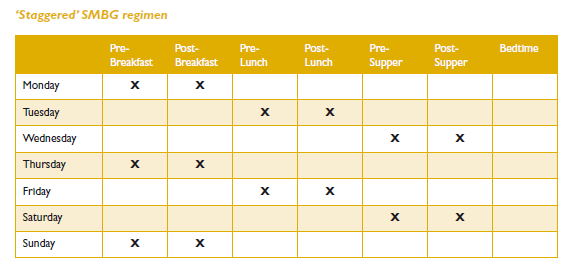 ‘Staggered’ SMBG regimen
Pre- Post- Pre- Post- Pre- Post- Bedtime
Breakfast Breakfast Lunch Lunch Supper Supper
Monday X X
Tuesday X X
Wednesday X X
Thursday X X
Friday X X
Saturday X X
Sunday X X